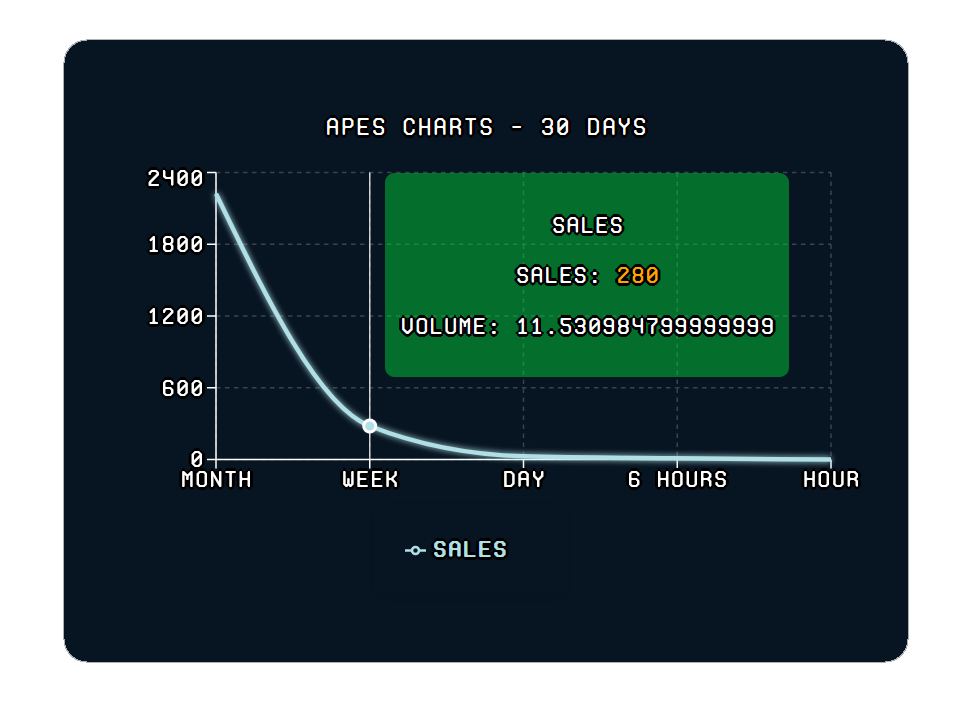 APES CHARTS - 30 DAYS
2400
1800
1200
600
0
SALES
SALES: 280
VOLUME: 11.530984799999999
MONTH WEEK DAY 6 HOURS HOUR
SALES